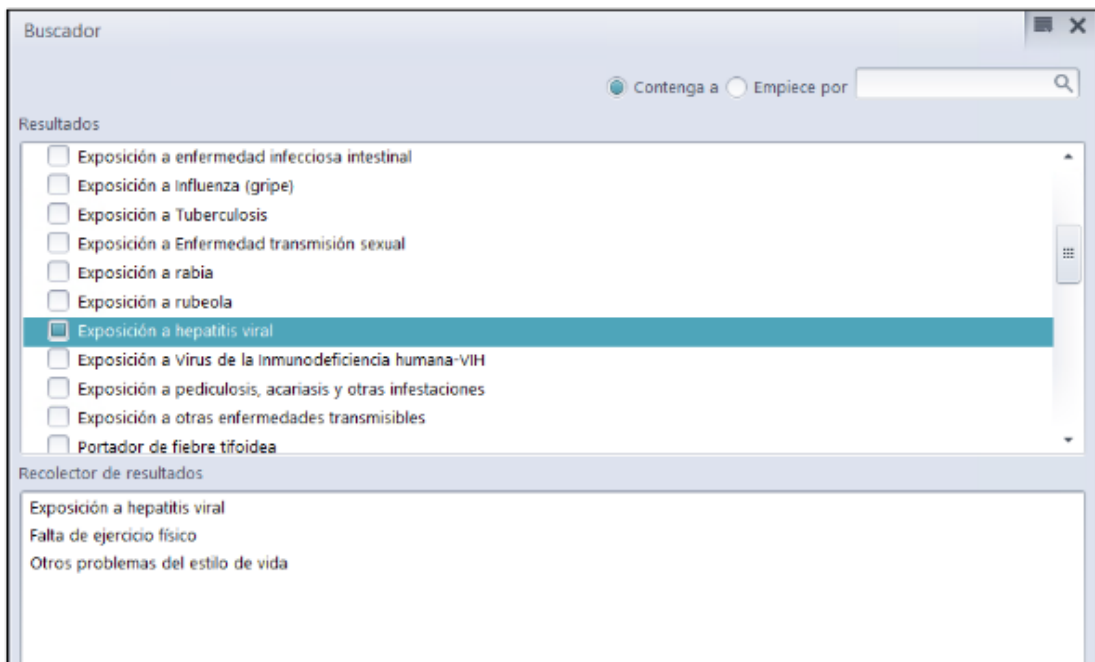 Buscador
Contenga a Empiece por
Resultados
Exposición a enfermedad infecciosa intestinal
Exposición a Influenza (gripe)
Exposición a Tuberculosis
Exposición a Enfermedad transmisión sexual
Exposición a rabia
Exposición a rubeola
Exposición a hepatitis viral
Exposición a Virus de la Inmunodeficiencia humana-VIH
Exposición a pediculosis, acariasis y otras infestaciones
Exposición a otras enfermedades transmisibles
Portador de fiebre tifoidea
Recolector de resultados
Exposición a hepatitis viral
Falta de ejercicio físico
Otros problemas del estilo de vida